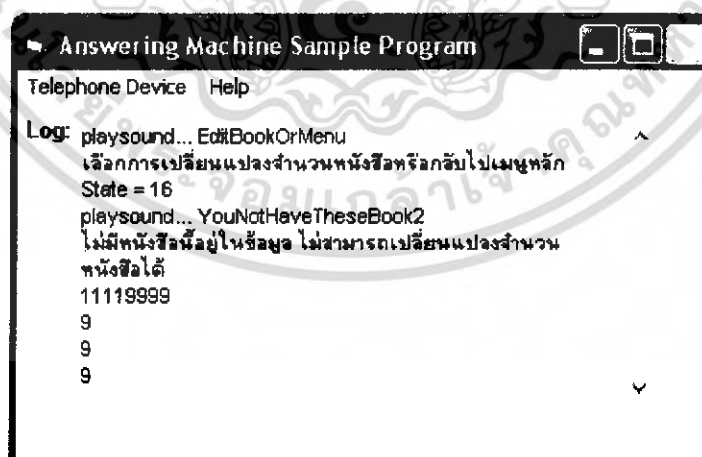 Answering Machine Sample Program
Telephone Device Help
Log: playsound... EditBookOrMenu
เลือกการเปลี่ยนแปลงจำนวนหนังสือหรือกลับไปเมนูหลัก
State = 16
playsound... YouNotHaveTheseBook2
ไม่มีหนังสือนี้อยู่ในข้อมูล ไม่สามารถเปลี่ยนแปลงจำนวน
หนังสือได้
11119999
9
9
9